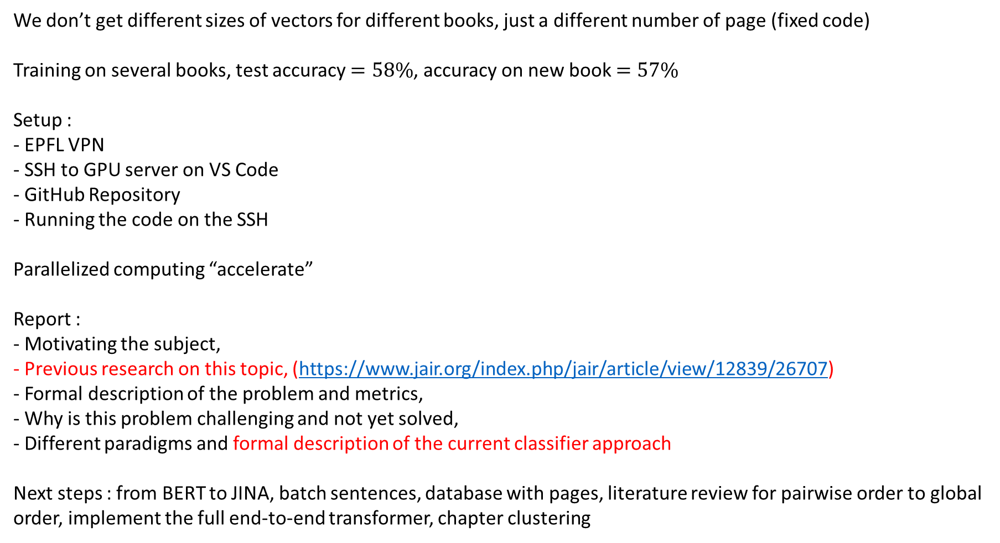 We don’t get different sizes of vectors for different books, just a different number of page (fixed code)
Training on several books, test accuracy = 58%, accuracy on new book = 57%
Setup :
- EPFL VPN
- SSH to GPU server on VS Code
- GitHub Repository
- Running the code on the SSH
Parallelized computing “accelerate”
Report :
- Motivating the subject,
- Previous research on this topic, (https://www.jair.org/index.php/jair/article/view/12839/26707)
- Formal description of the problem and metrics,
- Why is this problem challenging and not yet solved,
- Different paradigms and formal description of the current classifier approach
Next steps : from BERT to JINA, batch sentences, database with pages, literature review for pairwise order to global
order, implement the full end-to-end transformer, chapter clustering